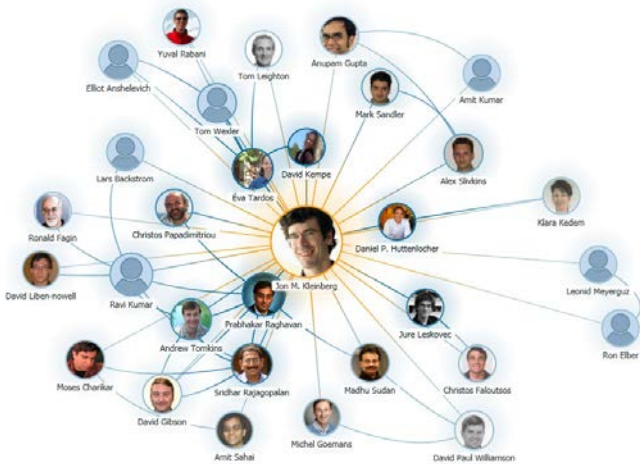 Yuval Rabani
Tom Leighton
Anupam Gupta
Elliot Anshelevich
Amit Kumar
Mark Sandler
Tom Wexler
Lars Backstrom
David Kempe
Alex Slivkins
Éva Tardos
Klara Kedem
Christos Papadimitriou
Ronald Fagin
Daniel P. Huttenlocher
Jon M. Kleinberg
David Liben-nowell
Ravi Kumar
Leonid Meyerguz
Prabhakar Raghavan
Andrew Tomkins
Jure Leskovec
Ron Elber
Moses Charikar
Sridhar Rajagopalan
Madhu Sudan
Christos Faloutsos
David Gibson
Michel Goemans
Amit Sahai
David Paul Williamson